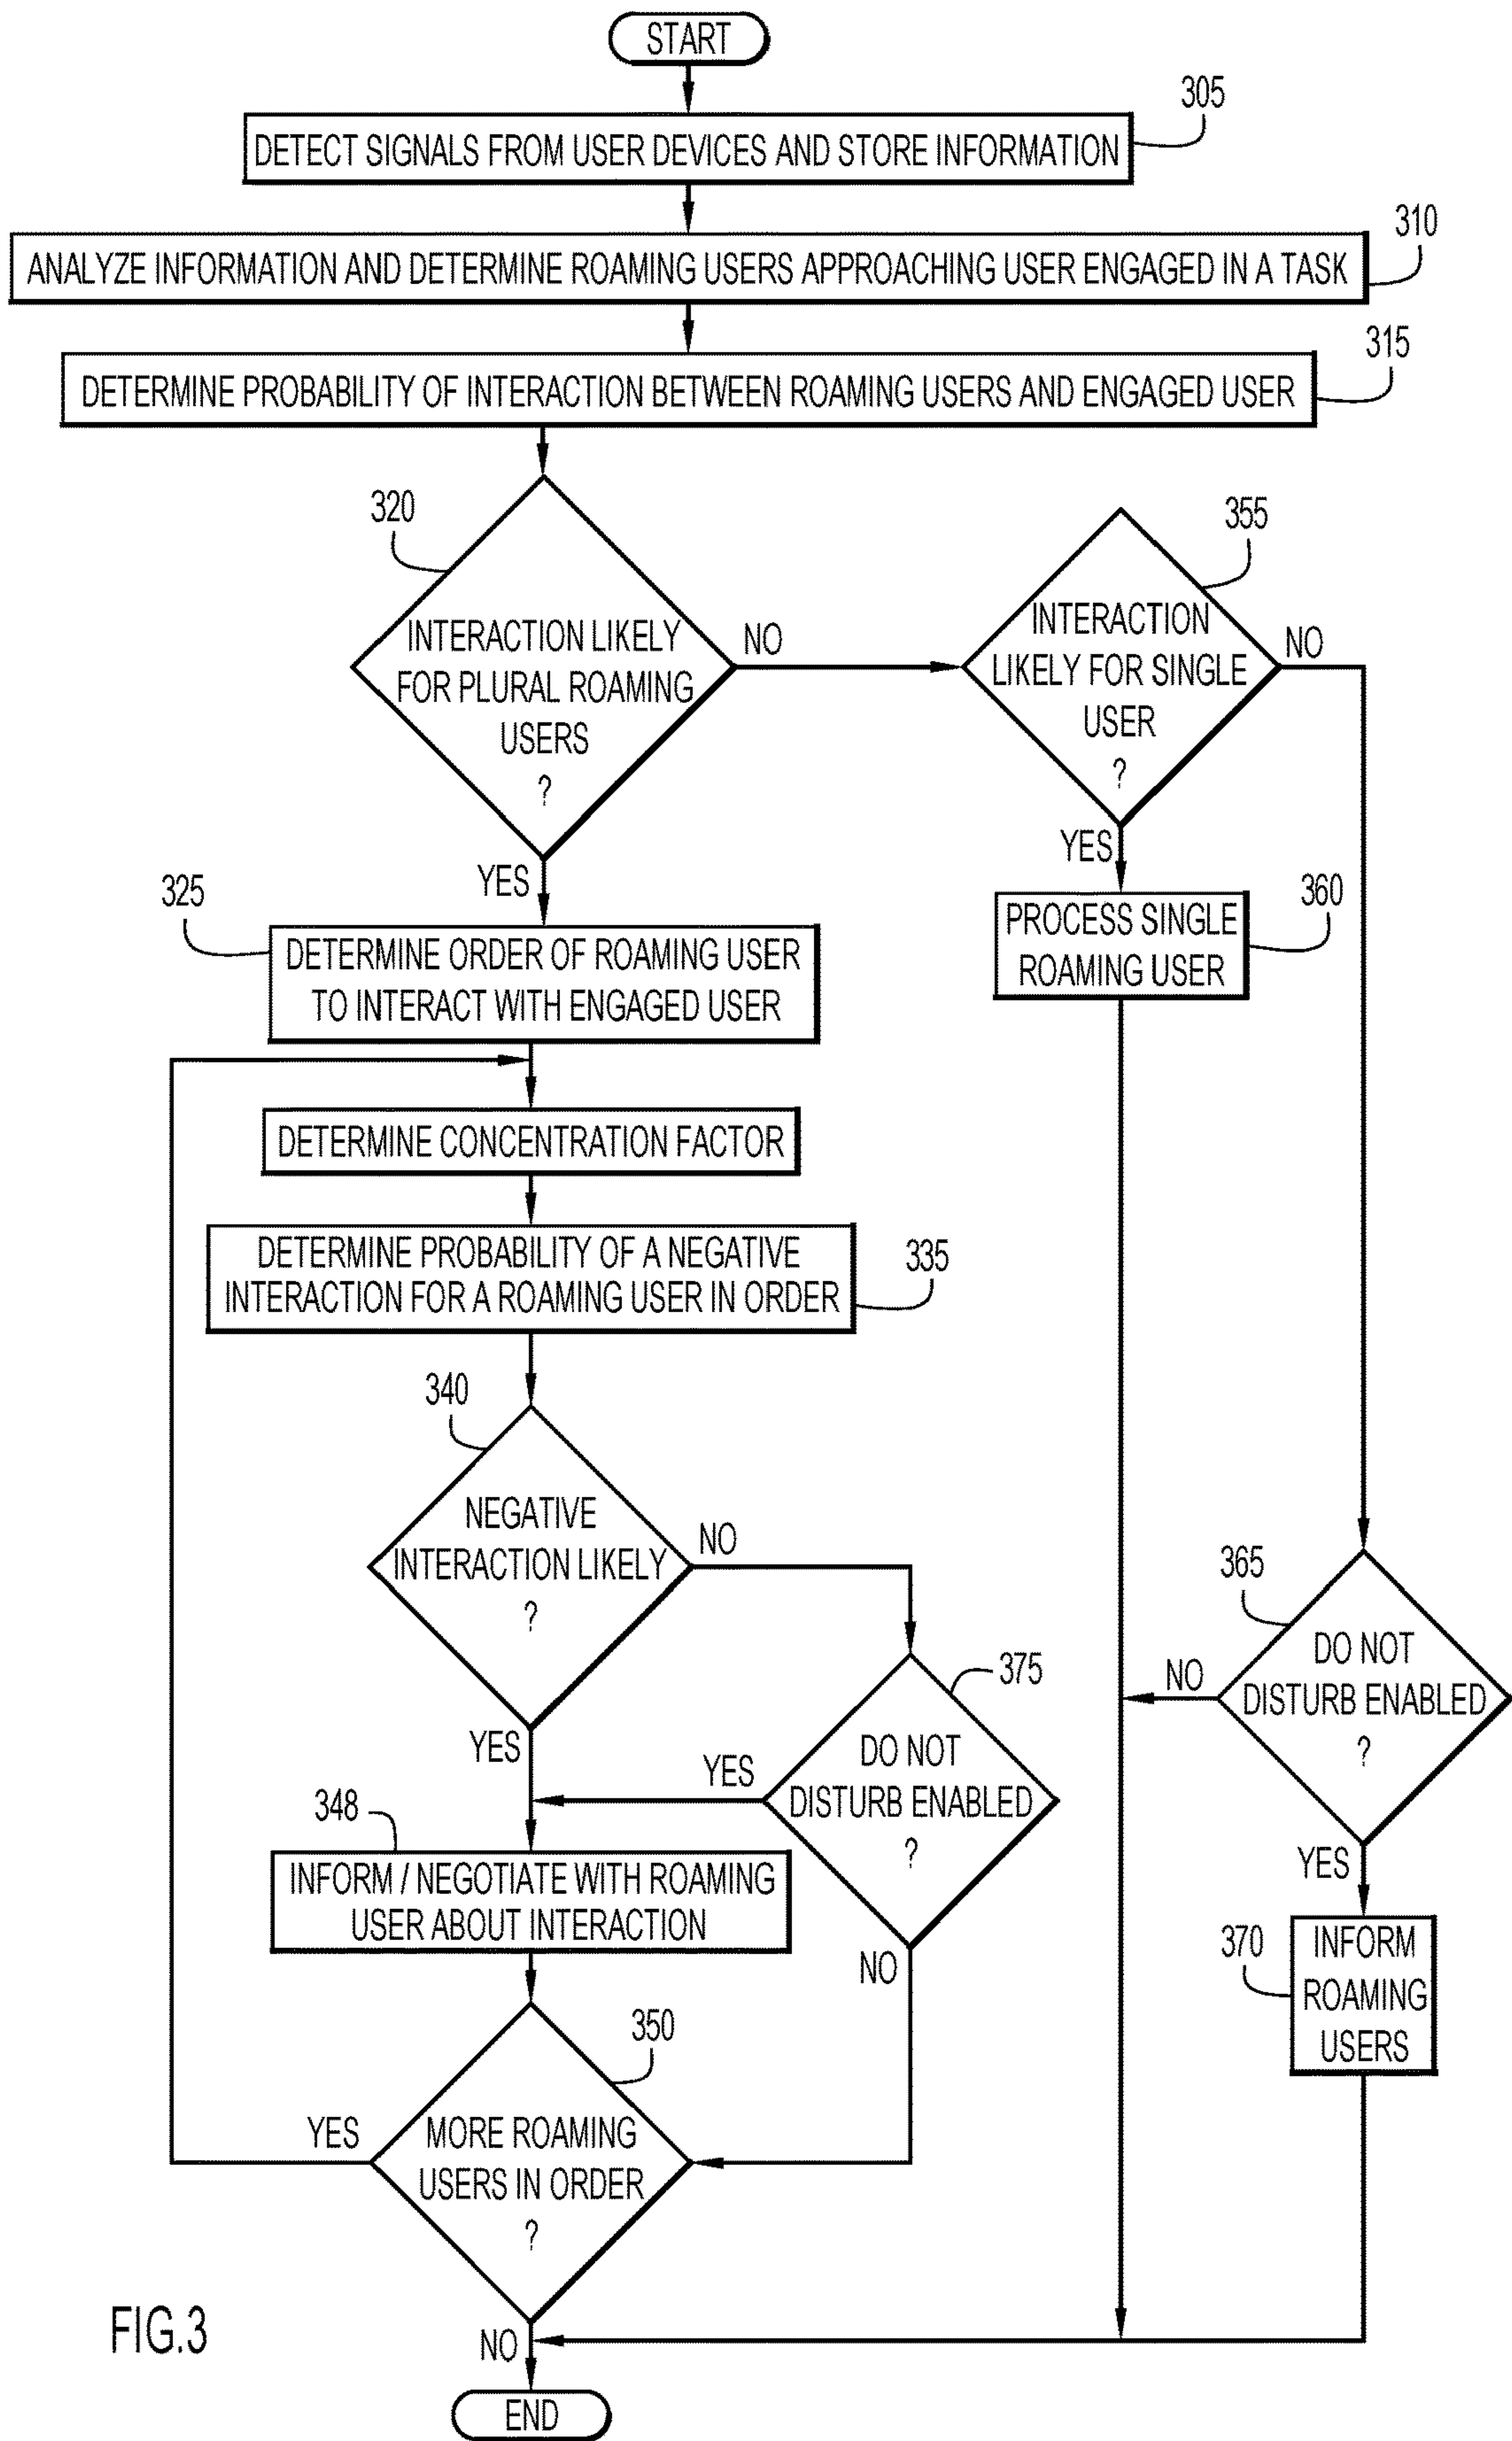 START
305
DETECT SIGNALS FROM USER DEVICES AND STORE INFORMATION
310
ANALYZE INFORMATION AND DETERMINE ROAMING USERS APPROACHING USER ENGAGED IN A TASK
315
DETERMINE PROBABILITY OF INTERACTION BETWEEN ROAMING USERS AND ENGAGED USER
320
INTERACTION LIKELY
FOR PLURAL ROAMING
USERS
?
NO
355
INTERACTION
LIKELY FOR SINGLE
USER
?
NO
YES
YES
325
DETERMINE ORDER OF ROAMING USER
TO INTERACT WITH ENGAGED USER
360
PROCESS SINGLE
ROAMING USER
DETERMINE CONCENTRATION FACTOR
DETERMINE PROBABILITY OF A NEGATIVE
INTERACTION FOR A ROAMING USER IN ORDER
335
340
NEGATIVE
INTERACTION LIKELY
?
NO
YES
375
DO NOT
DISTURB ENABLED
?
YES
NO
365
DO NOT
DISTURB ENABLED
?
NO
YES
348
INFORM / NEGOTIATE WITH ROAMING
USER ABOUT INTERACTION
370
INFORM
ROAMING
USERS
350
MORE ROAMING
USERS IN ORDER
?
YES
NO
END
FIG.3